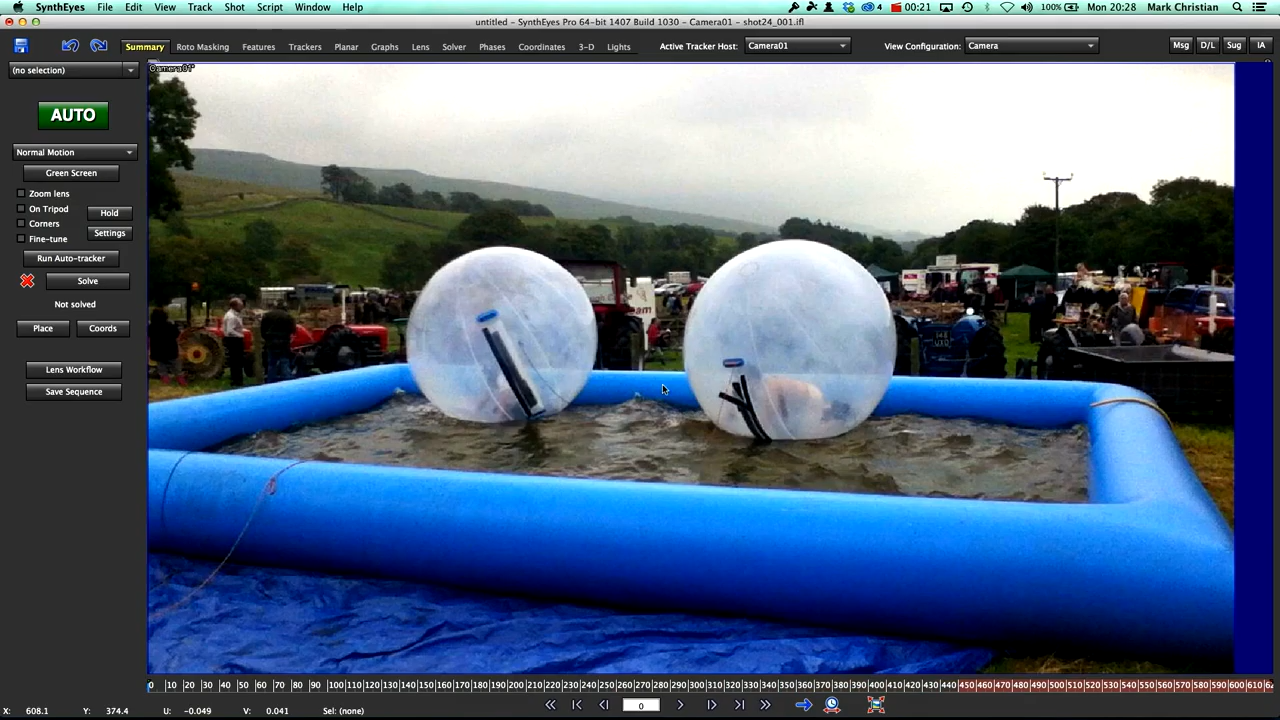 SynthEyes File Edit View Track Shot Script Window Help 4 00:21 100% Mon 20:28 Mark Christian
untitled - SynthEyes Pro 64-bit 1407 Build 1030 - Camera01 - shot24_001.ifl
Summary Roto Masking Features Trackers Planar Graphs Lens Solver Phases Coordinates 3-D Lights Active Tracker Host: Camera01 View Configuration: Camera Msg D/L Sug IA
(no selection)
Camera01*
AUTO
Normal Motion
Green Screen
Zoom lens
On Tripod Hold
Corners
Fine-tune Settings
Run Auto-tracker
Solve
Not solved
Place Coords
Lens Workflow
Save Sequence
0 10 20 30 40 50 60 70 80 90 100 110 120 130 140 150 160 170 180 190 200 210 220 230 240 250 260 270 280 290 300 310 320 330 340 350 360 370 380 390 400 410 420 430 440 450 460 470 480 490 500 510 520 530 540 550 560 570 580 590 600 610
X: 608.1 Y: 374.4 U: -0.049 V: 0.041 Sel: (none) 0